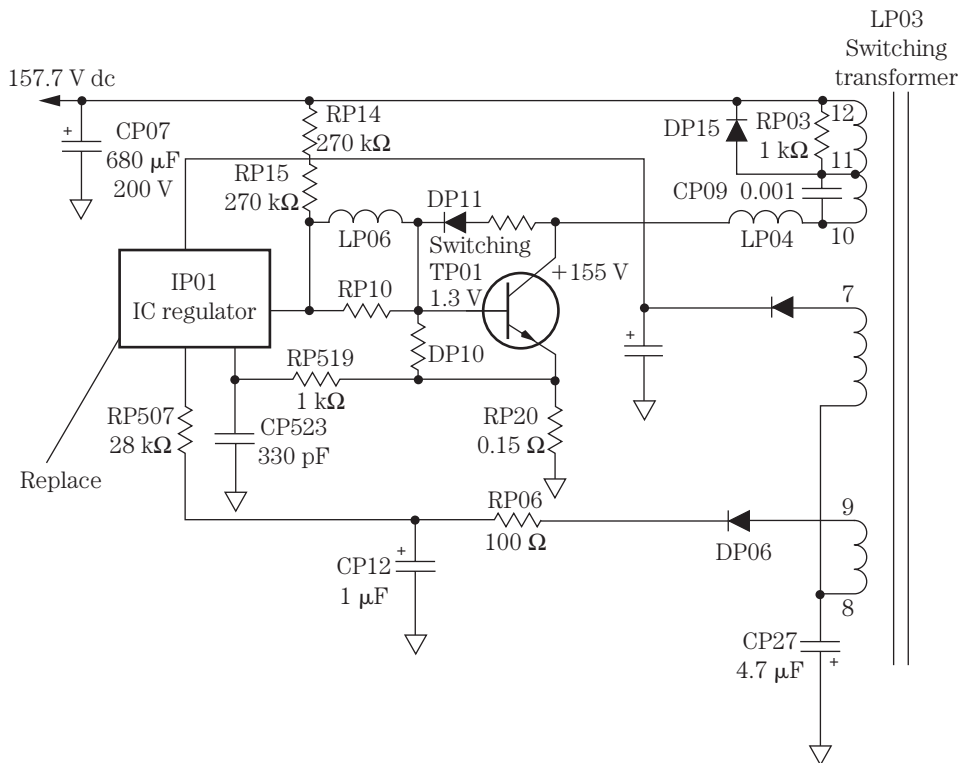 LP03
Switching
transformer
157.7 V dc
+
CP07
680 μF
200 V
RP14
270 kΩ
RP15
270 kΩ
DP15
RP03
1 kΩ
12
11
CP09 0.001
10
LP04
LP06
DP11
Switching
TP01
1.3 V
+155 V
IP01
IC regulator
RP10
DP10
7
+
RP519
1 kΩ
RP507
28 kΩ
CP523
330 pF
RP20
0.15 Ω
Replace
RP06
100 Ω
DP06
9
8
+
CP12
1 μF
CP27
4.7 μF
+